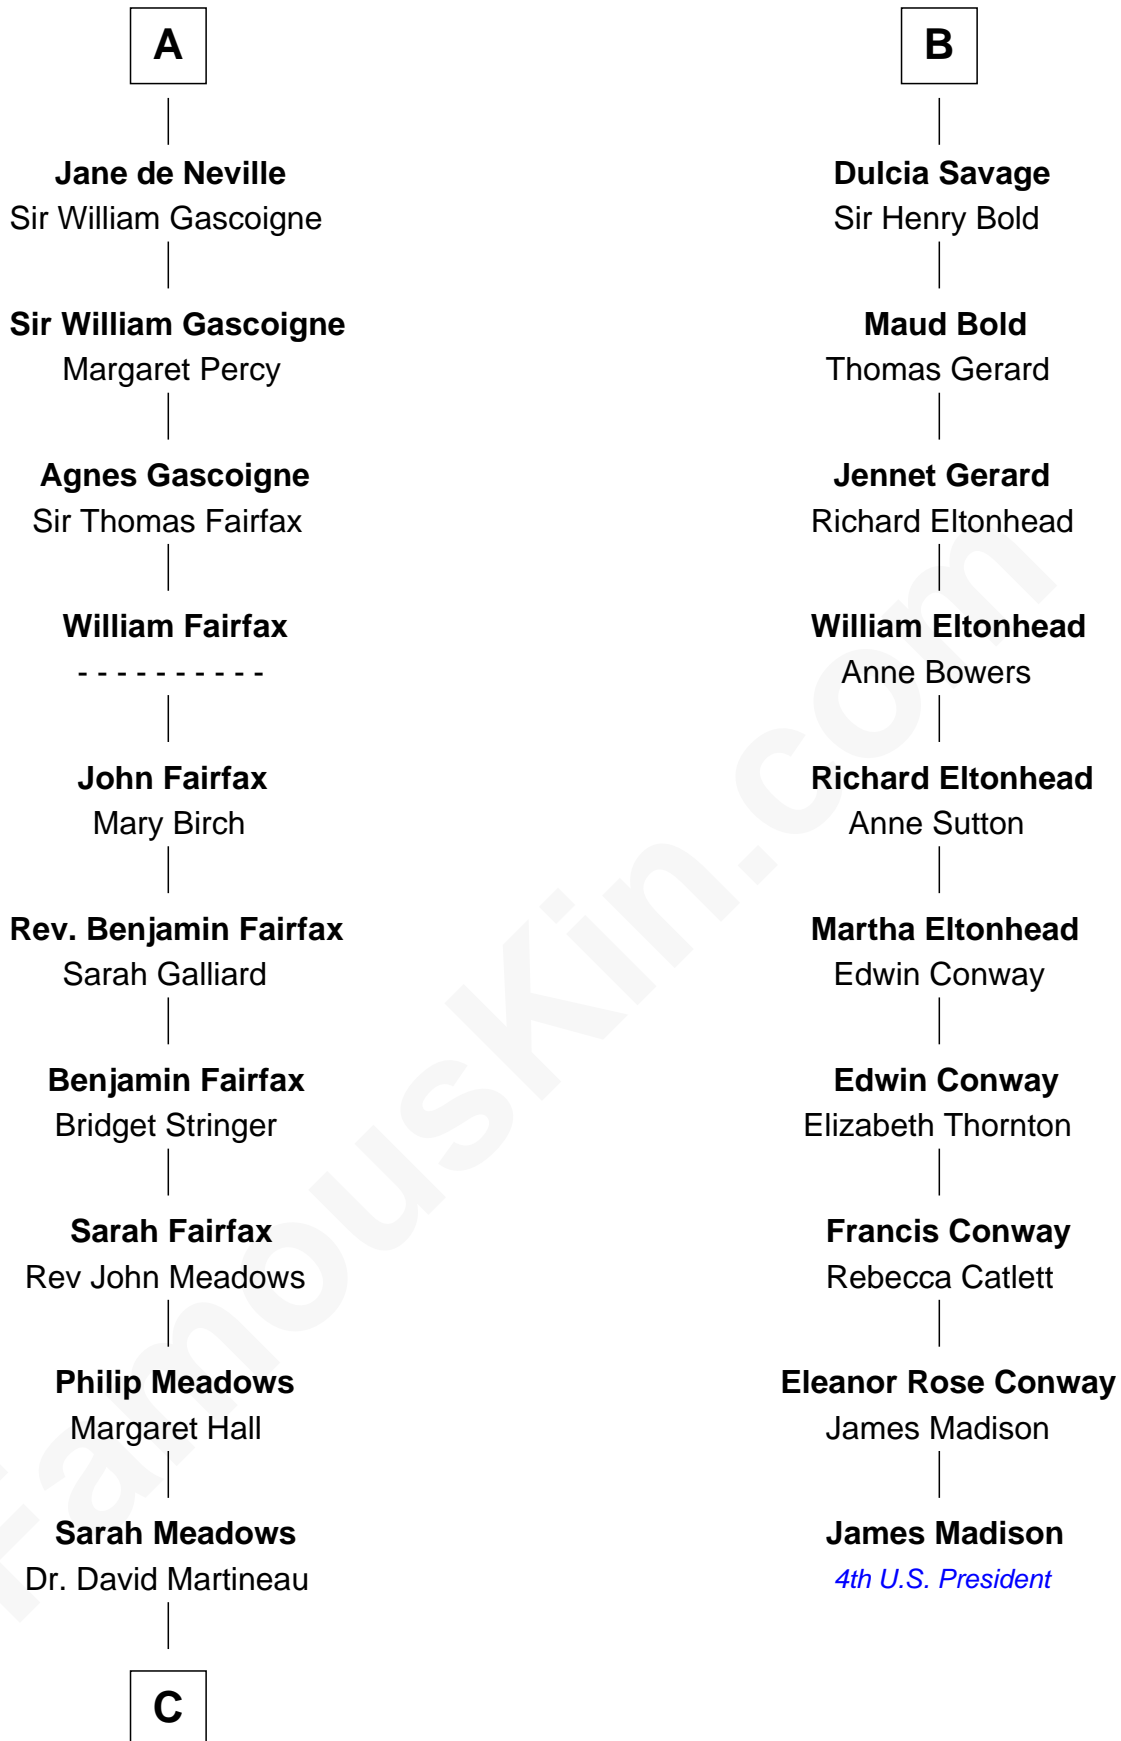 A
Jane de Neville
Sir William Gascoigne
Sir William Gascoigne
Margaret Percy
Agnes Gascoigne
Sir Thomas Fairfax
William Fairfax
- - - - - - - - - -
John Fairfax
Mary Birch
Rev. Benjamin Fairfax
Sarah Galliard
Benjamin Fairfax
Bridget Stringer
Sarah Fairfax
Rev John Meadows
Philip Meadows
Margaret Hall
Sarah Meadows
Dr. David Martineau
C
B
Dulcia Savage
Sir Henry Bold
Maud Bold
Thomas Gerard
Jennet Gerard
Richard Eltonhead
William Eltonhead
Anne Bowers
Richard Eltonhead
Anne Sutton
Martha Eltonhead
Edwin Conway
Edwin Conway
Elizabeth Thornton
Francis Conway
Rebecca Catlett
Eleanor Rose Conway
James Madison
James Madison
4th U.S. President
FamousKin.com